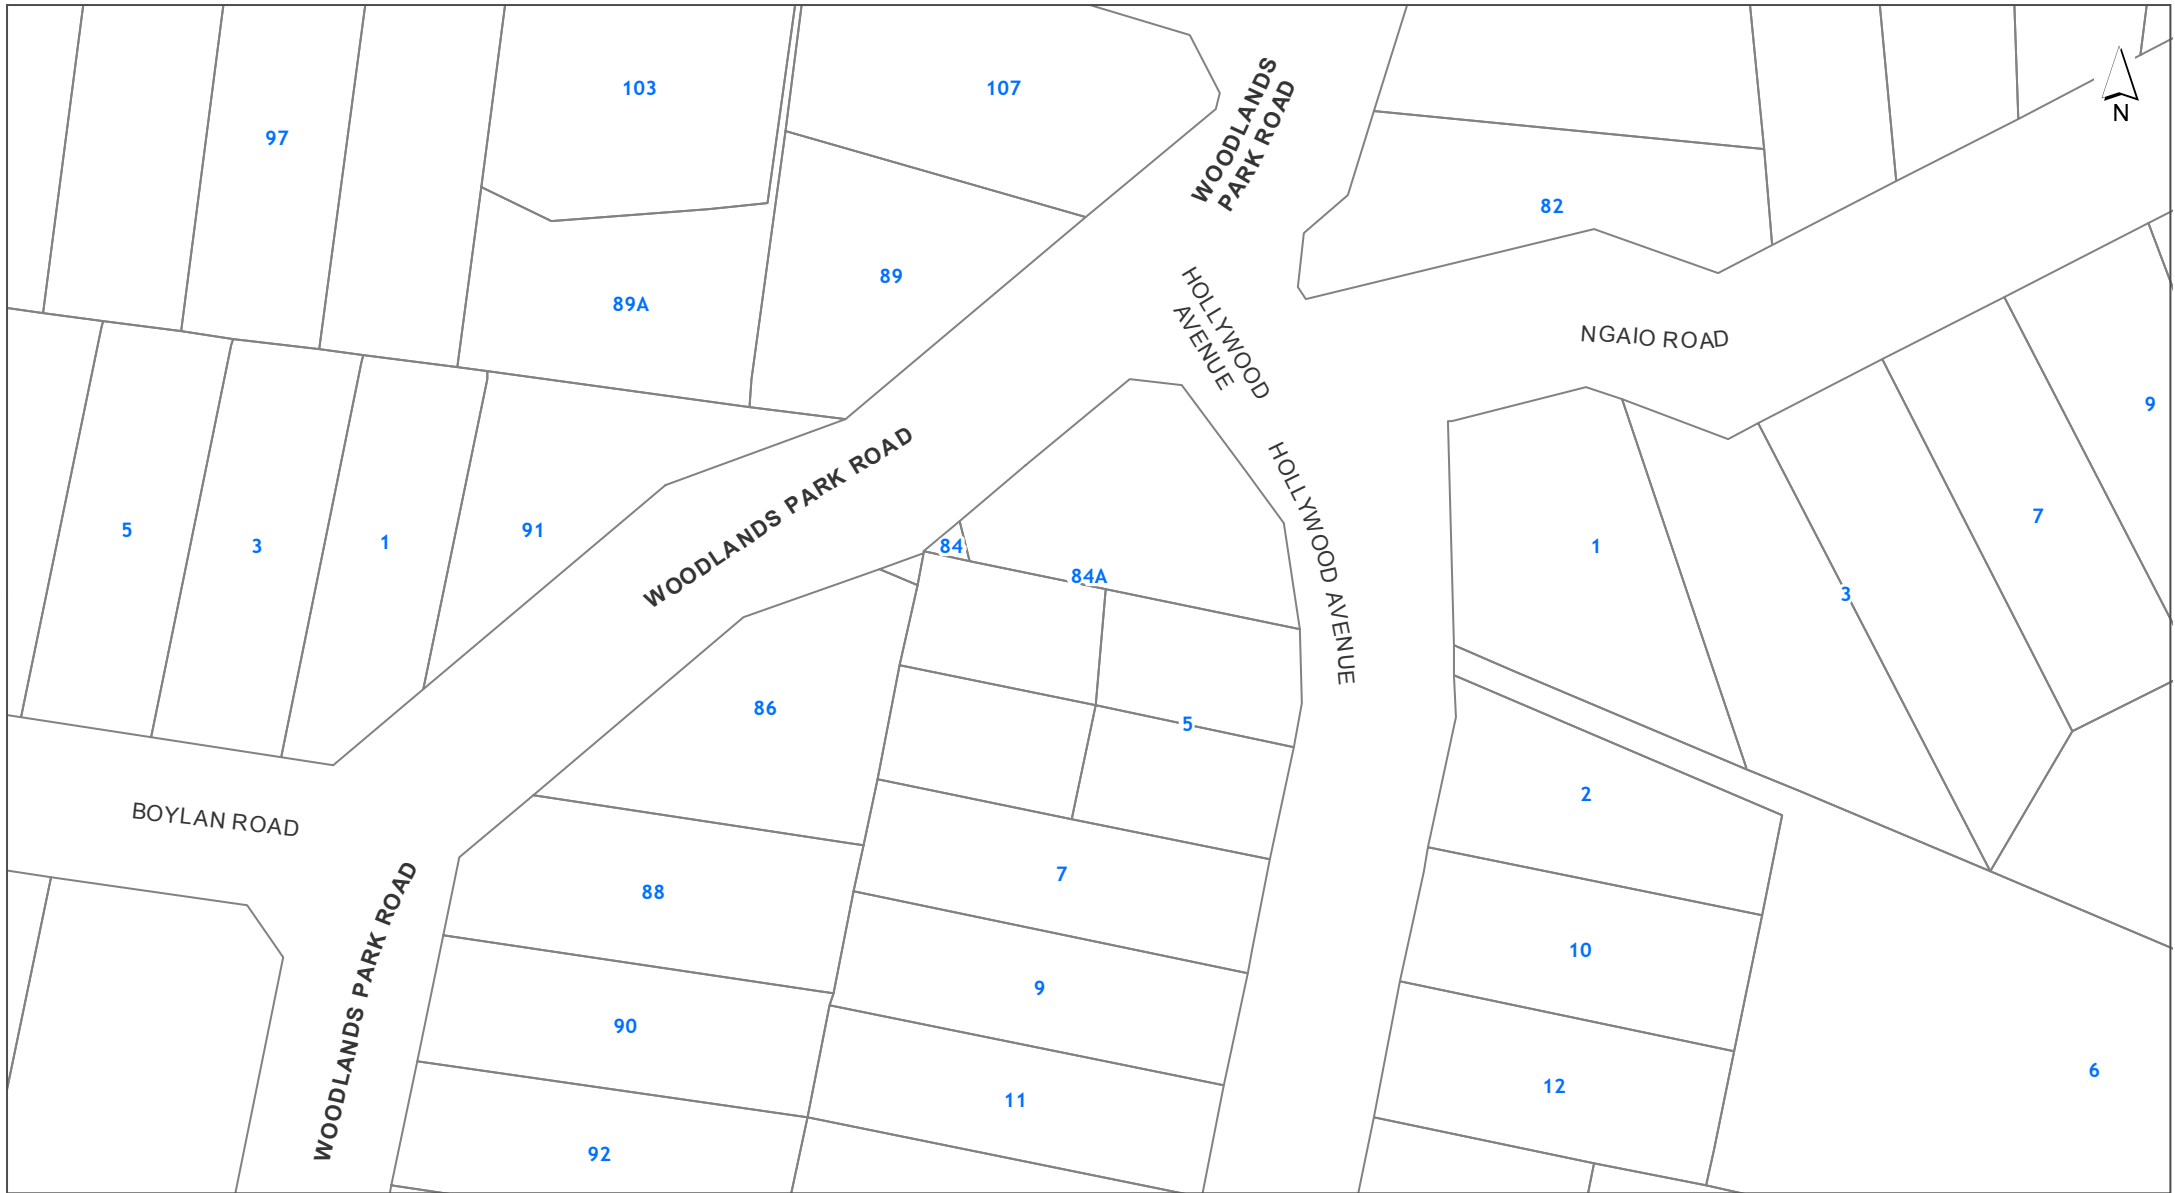 103
107
WOODLANDS
PARK ROAD
N
97
82
89
89A
HOLLYWOOD
AVENUE
NGAIO ROAD
9
WOODLANDS PARK ROAD
HOLLYWOOD AVENUE
5
3
1
91
84
84A
1
3
7
86
5
2
BOYLAN ROAD
88
7
10
WOODLANDS PARK ROAD
90
9
12
6
11
92